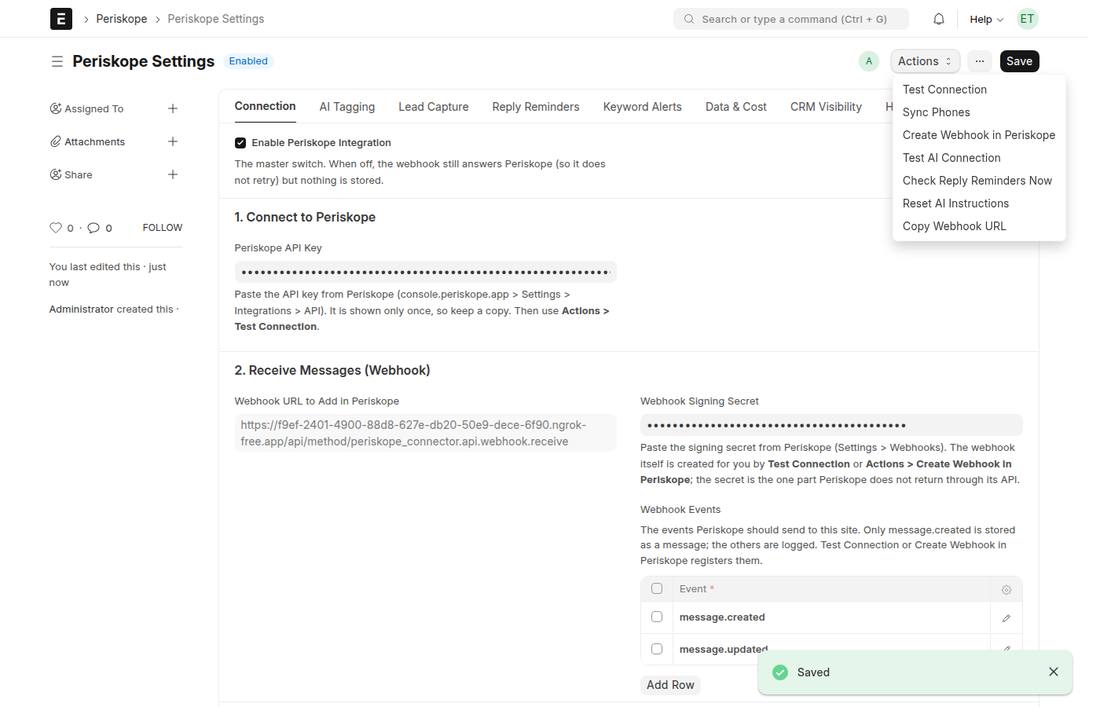 Periskope
Periskope Settings
Search or type a command (Ctrl + G)
Help
ET
Periskope Settings
Enabled
A
Actions
Save
Assigned To
Attachments
Share
0 · 0
FOLLOW
You last edited this · just
now
Administrator created this ·
Connection
AI Tagging
Lead Capture
Reply Reminders
Keyword Alerts
Data & Cost
CRM Visibility
H
Test Connection
Sync Phones
Create Webhook in Periskope
Test AI Connection
Check Reply Reminders Now
Reset AI Instructions
Copy Webhook URL
Enable Periskope Integration
The master switch. When off, the webhook still answers Periskope (so it does
not retry) but nothing is stored.
1. Connect to Periskope
Periskope API Key
Paste the API key from Periskope (console.periskope.app > Settings >
Integrations > API). It is shown only once, so keep a copy. Then use Actions >
Test Connection.
2. Receive Messages (Webhook)
Webhook URL to Add in Periskope
https://f9ef-2401-4900-88d8-627e-db20-50e9-dece-6f90.ngrok-
free.app/api/method/periskope_connector.api.webhook.receive
Webhook Signing Secret
Paste the signing secret from Periskope (Settings > Webhooks). The webhook
itself is created for you by Test Connection or Actions > Create Webhook in
Periskope; the secret is the one part Periskope does not return through its API.
Webhook Events
The events Periskope should send to this site. Only message.created is stored
as a message; the others are logged. Test Connection or Create Webhook in
Periskope registers them.
Event *
message.created
message.updated
Add Row
Saved